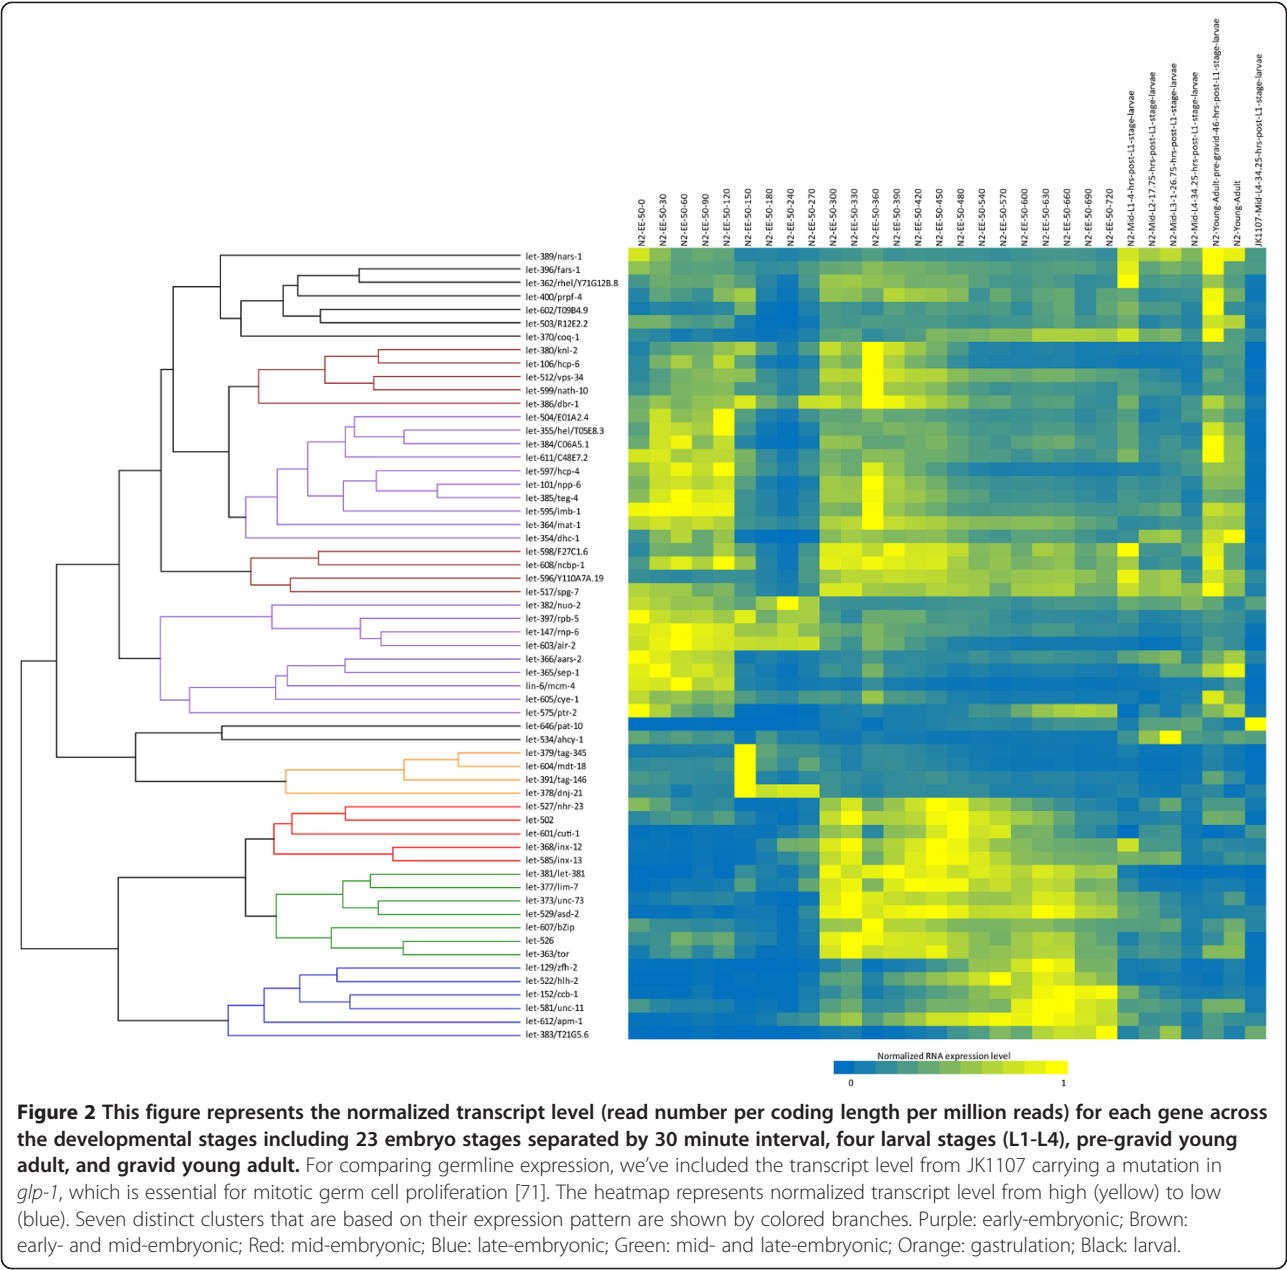 N2-EE-50-0
N2-EE-50-30
N2-EE-50-60
N2-EE-50-90
N2-EE-50-120
N2-EE-50-150
N2-EE-50-180
N2-EE-50-240
N2-EE-50-270
N2-EE-50-300
N2-EE-50-330
N2-EE-50-360
N2-EE-50-390
N2-EE-50-420
N2-EE-50-450
N2-EE-50-480
N2-EE-50-540
N2-EE-50-570
N2-EE-50-600
N2-EE-50-630
N2-EE-50-660
N2-EE-50-690
N2-EE-50-720
N2-Mid-L1-4-hrs-post-L1-stage-larvae
N2-Mid-L2-17.75-hrs-post-L1-stage-larvae
N2-Mid-L3-1-26.75-hrs-post-L1-stage-larvae
N2-Mid-L4-34.25-hrs-post-L1-stage-larvae
N2-Young-Adult-pre-gravid-46-hrs-post-L1-stage-larvae
N2-Young-Adult
JK1107-Mid-L4-34.25-hrs-post-L1-stage-larvae
let-389/nars-1
let-396/fars-1
let-362/rhel/Y71G12B.8
let-400/prpf-4
let-602/T09B4.9
let-503/R12E2.2
let-370/coq-1
let-380/knl-2
let-106/hcp-6
let-512/vps-34
let-599/nath-10
let-386/dbr-1
let-504/E01A2.4
let-355/hel/T05E8.3
let-384/C06A5.1
let-611/C48E7.2
let-597/hcp-4
let-101/npp-6
let-385/teg-4
let-595/imb-1
let-364/mat-1
let-354/dhc-1
let-598/F27C1.6
let-608/ncbp-1
let-596/Y110A7A.19
let-517/spg-7
let-382/nuo-2
let-397/rpb-5
let-147/rnp-6
let-603/air-2
let-366/aars-2
let-365/sep-1
lin-6/mcm-4
let-605/cye-1
let-575/ptr-2
let-646/pat-10
let-534/ahcy-1
let-379/tag-345
let-604/mdt-18
let-391/tag-146
let-378/dnj-21
let-527/nhr-23
let-502
let-601/cuti-1
let-368/inx-12
let-585/inx-13
let-381/let-381
let-377/lim-7
let-373/unc-73
let-529/asd-2
let-607/bZip
let-526
let-363/tor
let-129/zfh-2
let-522/hlh-2
let-152/ccb-1
let-581/unc-11
let-612/apm-1
let-383/T21G5.6
Normalized RNA expression level
0 1
Figure 2 This figure represents the normalized transcript level (read number per coding length per million reads) for each gene across
the developmental stages including 23 embryo stages separated by 30 minute interval, four larval stages (L1-L4), pre-gravid young
adult, and gravid young adult. For comparing germline expression, we've included the transcript level from JK1107 carrying a mutation in
glp-1, which is essential for mitotic germ cell proliferation [71]. The heatmap represents normalized transcript level from high (yellow) to low
(blue). Seven distinct clusters that are based on their expression pattern are shown by colored branches. Purple: early-embryonic; Brown:
early- and mid-embryonic; Red: mid-embryonic; Blue: late-embryonic; Green: mid- and late-embryonic; Orange: gastrulation; Black: larval.